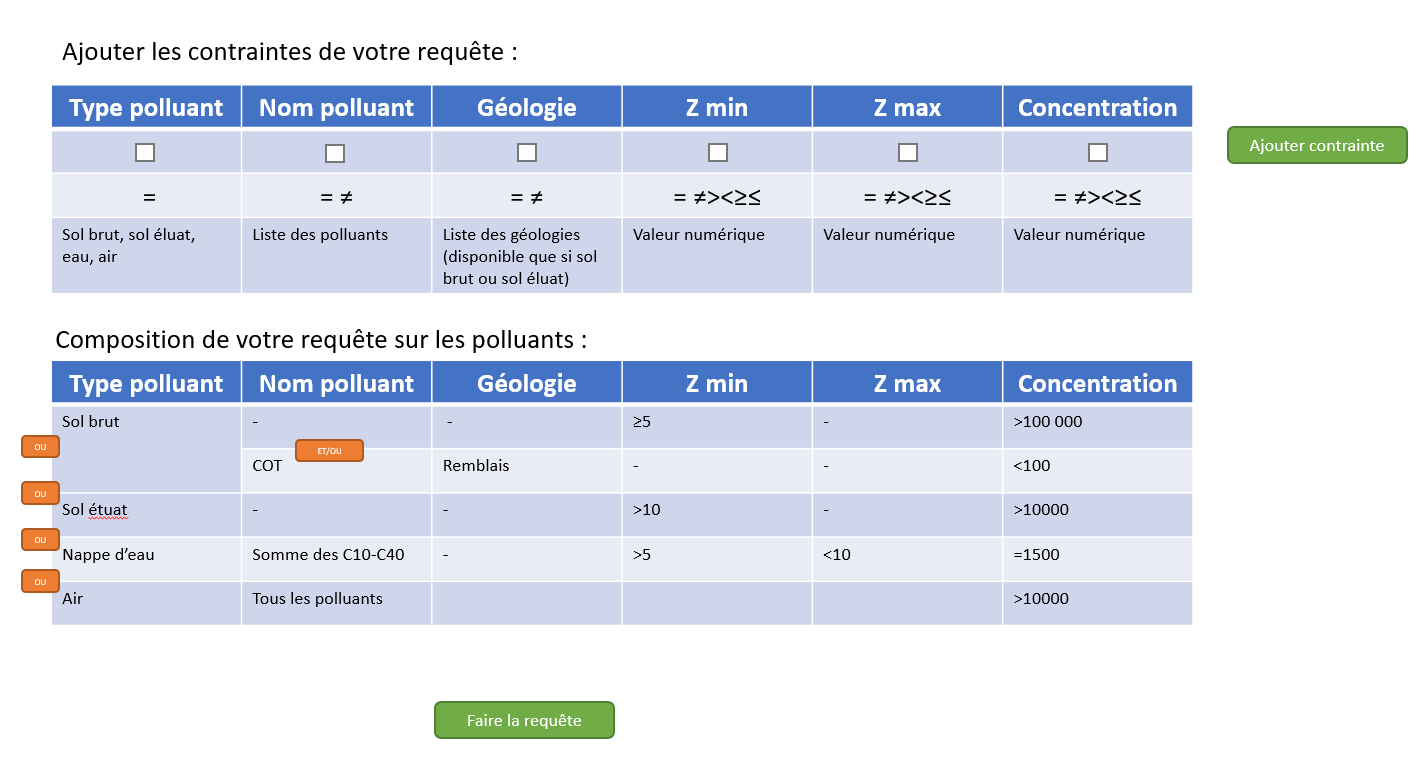 Ajouter les contraintes de votre requête :
Type polluant Nom polluant Géologie Z min Z max Concentration
Ajouter contrainte
= = ≠ = ≠ = ≠><≥≤ = ≠><≥≤ = ≠><≥≤
Sol brut, sol éluat, Liste des polluants Liste des géologies Valeur numérique Valeur numérique Valeur numérique
eau, air (disponible que si sol
brut ou sol éluat)
Composition de votre requête sur les polluants :
Type polluant Nom polluant Géologie Z min Z max Concentration
Sol brut - - ≥5 - >100 000
OU ET/OU
COT Remblais - - <100
OU
Sol étuat - - >10 - >10000
OU
Nappe d’eau Somme des C10-C40 - >5 <10 =1500
OU
Air Tous les polluants >10000
Faire la requête